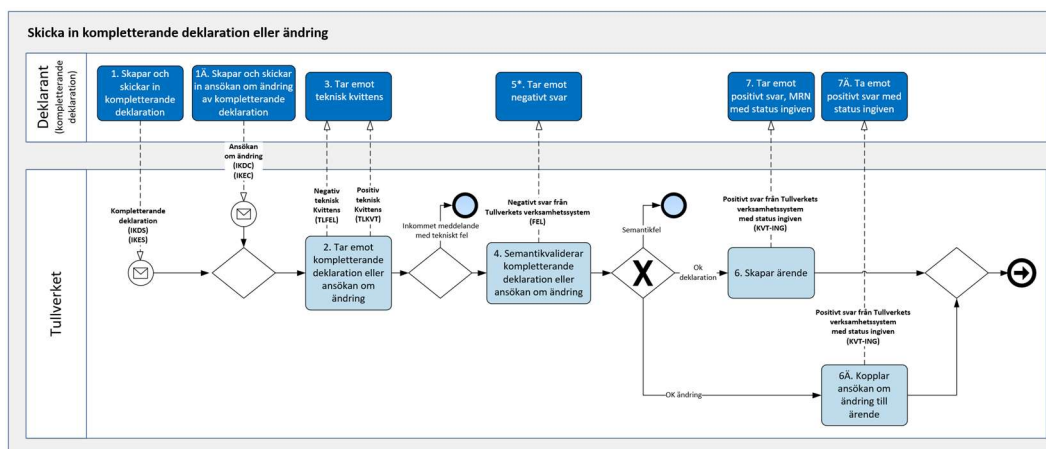 Skicka in kompletterande deklaration eller ändring
Deklarant
(kompletterande
deklaration)
1. Skapar och
skickar in
kompletterande
deklaration
1Ä. Skapar och skickar
in ansökan om ändring
av kompletterande
deklaration
3. Tar emot
teknisk kvittens
5*. Tar emot
negativt svar
7. Tar emot
positivt svar, MRN
med status ingiven
7Ä. Ta emot
positivt svar med
status ingiven
Tullverket
Kompletterande
deklaration
(IKDS)
(IKES)
Ansökan
om ändring
(IKDC)
(IKEC)
Negativ
teknisk
Kvittens
(TLFEL)
Positiv
teknisk
Kvittens
(TLKVT)
2. Tar emot
kompletterande
deklaration eller
ansökan om
ändring
Inkommet meddelande
med tekniskt fel
Negativt svar från
Tullverkets verksamhetssystem
(FEL)
4. Semantikvaliderar
kompletterande
deklaration eller
ansökan om ändring
Semantikfel
X
Ok
deklaration
OK ändring
Positivt svar från Tullverkets
verksamhetssystem
med status ingiven
(KVT-ING)
6. Skapar ärende
Positivt svar från Tullverkets
verksamhetssystem
med status ingiven
(KVT-ING)
6Ä. Kopplar
ansökan om
ändring till
ärende